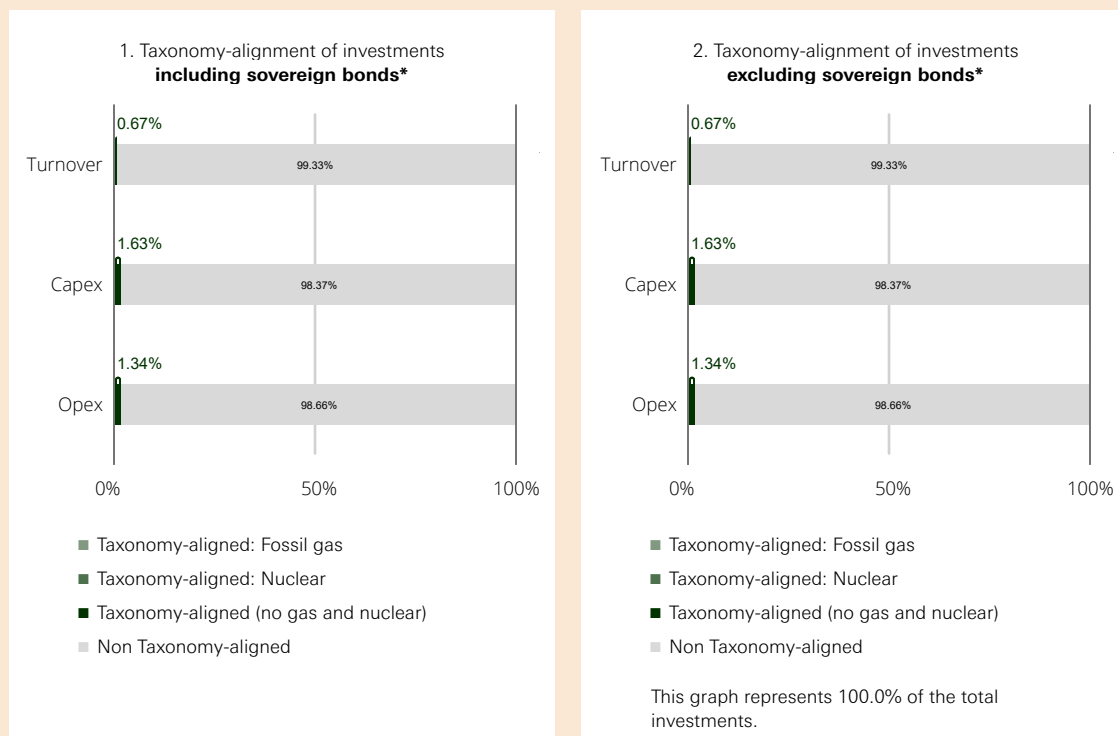 1. Taxonomy-alignment of investments
including sovereign bonds*
0.67%
Turnover
99.33%
1.63%
Capex
98.37%
1.34%
Opex
98.66%
0%
50%
100%
Taxonomy-aligned: Fossil gas
Taxonomy-aligned: Nuclear
Taxonomy-aligned (no gas and nuclear)
Non Taxonomy-aligned
2. Taxonomy-alignment of investments
excluding sovereign bonds*
0.67%
Turnover
99.33%
1.63%
Capex
98.37%
1.34%
Opex
98.66%
0%
50%
100%
Taxonomy-aligned: Fossil gas
Taxonomy-aligned: Nuclear
Taxonomy-aligned (no gas and nuclear)
Non Taxonomy-aligned
This graph represents 100.0% of the total
investments.